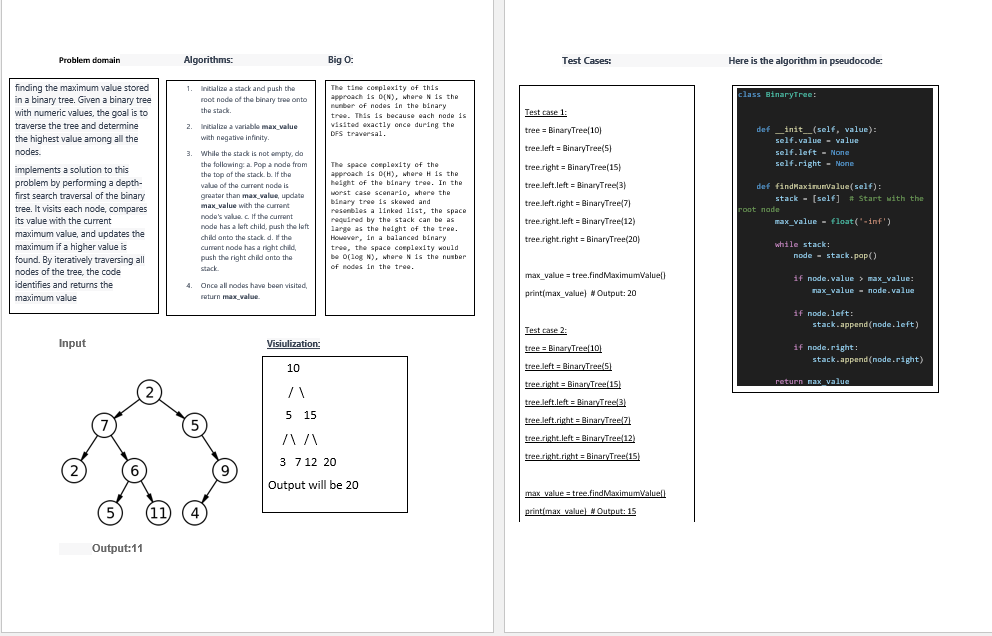 Problem domain
Algorithms:
Big O:
finding the maximum value stored
in a binary tree. Given a binary tree
with numeric values, the goal is to
traverse the tree and determine
the highest value among all the
nodes.
implements a solution to this
problem by performing a depth-
first search traversal of the binary
tree. It visits each node, compares
its value with the current
maximum value, and updates the
maximum if a higher value is
found. By iteratively traversing all
nodes of the tree, the code
identifies and returns the
maximum value
1. Initialize a stack and push the
root node of the binary tree onto
the stack.
2. Initialize a variable max_value
with negative infinity.
3. While the stack is not empty, do
the following: a. Pop a node from
the top of the stack. b. If the
value of the current node is
greater than max_value, update
max_value with the current
node's value. c. If the current
node has a left child, push the left
child onto the stack. d. If the
current node has a right child,
push the right child onto the
stack.
4. Once all nodes have been visited,
return max_value.
The time complexity of this
approach is O(N), where N is the
number of nodes in the binary
tree. This is because each node is
visited exactly once during the
DFS traversal.
The space complexity of the
approach is O(H), where H is the
height of the binary tree. In the
worst case scenario, where the
binary tree is skewed and
resembles a linked list, the space
required by the stack can be as
large as the height of the tree.
However, in a balanced binary
tree, the space complexity would
be O(log N), where N is the number
of nodes in the tree.
Input
2
7 5
2 6 9
5 11 4
Output:11
Visiulization:
10
/ \
5 15
/ \ / \
3 7 12 20
Output will be 20
Test Cases:
Here is the algorithm in pseudocode:
Test case 1:
tree = BinaryTree(10)
tree.left = BinaryTree(5)
tree.right = BinaryTree(15)
tree.left.left = BinaryTree(3)
tree.left.right = BinaryTree(7)
tree.right.left = BinaryTree(12)
tree.right.right = BinaryTree(20)
max_value = tree.findMaximumValue()
print(max_value) # Output: 20
Test case 2:
tree = BinaryTree(10)
tree.left = BinaryTree(5)
tree.right = BinaryTree(15)
tree.left.left = BinaryTree(3)
tree.left.right = BinaryTree(7)
tree.right.left = BinaryTree(12)
tree.right.right = BinaryTree(15)
max_value = tree.findMaximumValue()
print(max_value) # Output: 15
class BinaryTree:
def __init__(self, value):
self.value = value
self.left = None
self.right = None
def findMaximumValue(self):
stack = [self] # Start with the
root node
max_value = float('-inf')
while stack:
node = stack.pop()
if node.value > max_value:
max_value = node.value
if node.left:
stack.append(node.left)
if node.right:
stack.append(node.right)
return max_value